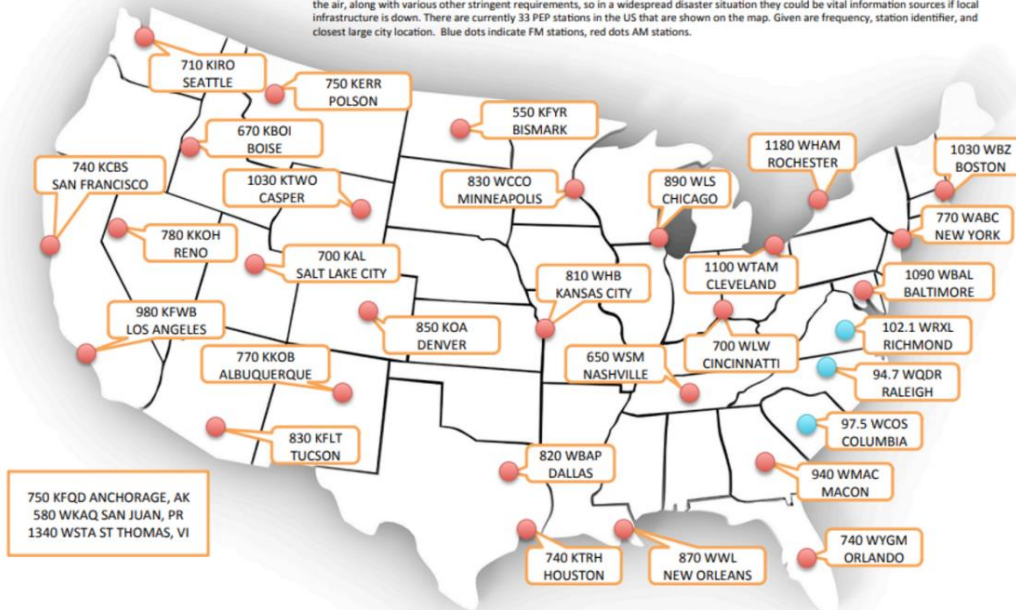 the air, along with various other stringent requirements, so in a widespread disaster situation they could be vital information sources if local
infrastructure is down. There are currently 33 PEP stations in the US that are shown on the map. Given are frequency, station identifier, and
closest large city location. Blue dots indicate FM stations, red dots AM stations.
710 KIRO
SEATTLE
750 KERR
POLSON
550 KFYR
BISMARK
670 KBOI
BOISE
1180 WHAM
ROCHESTER
1030 WBZ
BOSTON
740 KCBS
SAN FRANCISCO
1030 KTWO
CASPER
830 WCCO
MINNEAPOLIS
890 WLS
CHICAGO
770 WABC
NEW YORK
780 KKOH
RENO
700 KAL
SALT LAKE CITY
810 WHB
KANSAS CITY
1100 WTAM
CLEVELAND
1090 WBAL
BALTIMORE
980 KFWB
LOS ANGELES
850 KOA
DENVER
700 WLW
CINCINNATTI
102.1 WRXL
RICHMOND
770 KKOB
ALBUQUERQUE
650 WSM
NASHVILLE
94.7 WQDR
RALEIGH
830 KFLT
TUCSON
820 WBAP
DALLAS
97.5 WCOS
COLUMBIA
940 WMAC
MACON
750 KFQD ANCHORAGE, AK
580 WKAQ SAN JUAN, PR
1340 WSTA ST THOMAS, VI
740 KTRH
HOUSTON
870 WWL
NEW ORLEANS
740 WYGM
ORLANDO